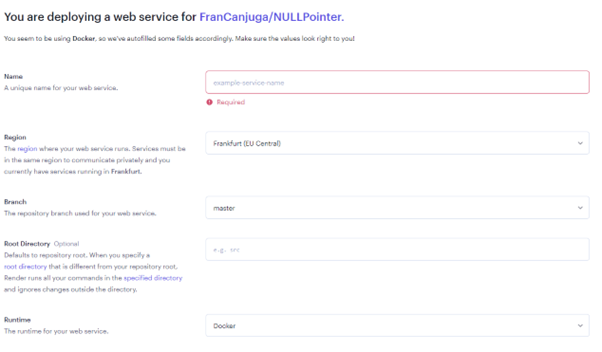 You are deploying a web service for FranCanjuga/NULLPointer.
You seem to be using Docker, so we've autofilled some fields accordingly. Make sure the values look right to you!
Name
A unique name for your web service.
example-service-name
Required
Region
The region where your web service runs. Services must
be in the same region to communicate privately and you
currently have services running in Frankfurt.
Frankfurt (EU Central)
Branch
The repository branch used for your web service.
master
Root Directory Optional
Defaults to repository root. When you specify a
root directory that is different from your repository root,
Render runs all your commands in the specified directory
and ignores changes outside the directory.
e.g. src
Runtime
The runtime for your web service.
Docker